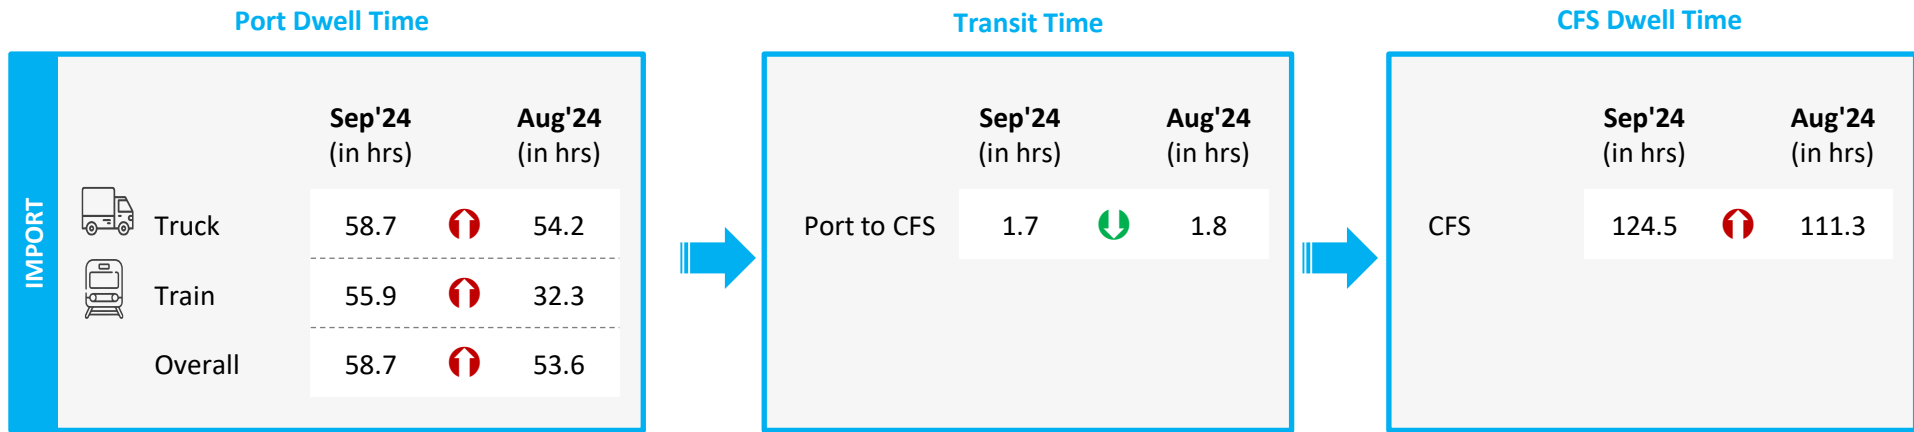 Port Dwell Time
Transit Time
CFS Dwell Time
IMPORT
Sep'24 Aug'24
(in hrs) (in hrs)
Truck 58.7 54.2
Train 55.9 32.3
Overall 58.7 53.6
Sep'24 Aug'24
(in hrs) (in hrs)
Port to CFS 1.7 1.8
Sep'24 Aug'24
(in hrs) (in hrs)
CFS 124.5 111.3